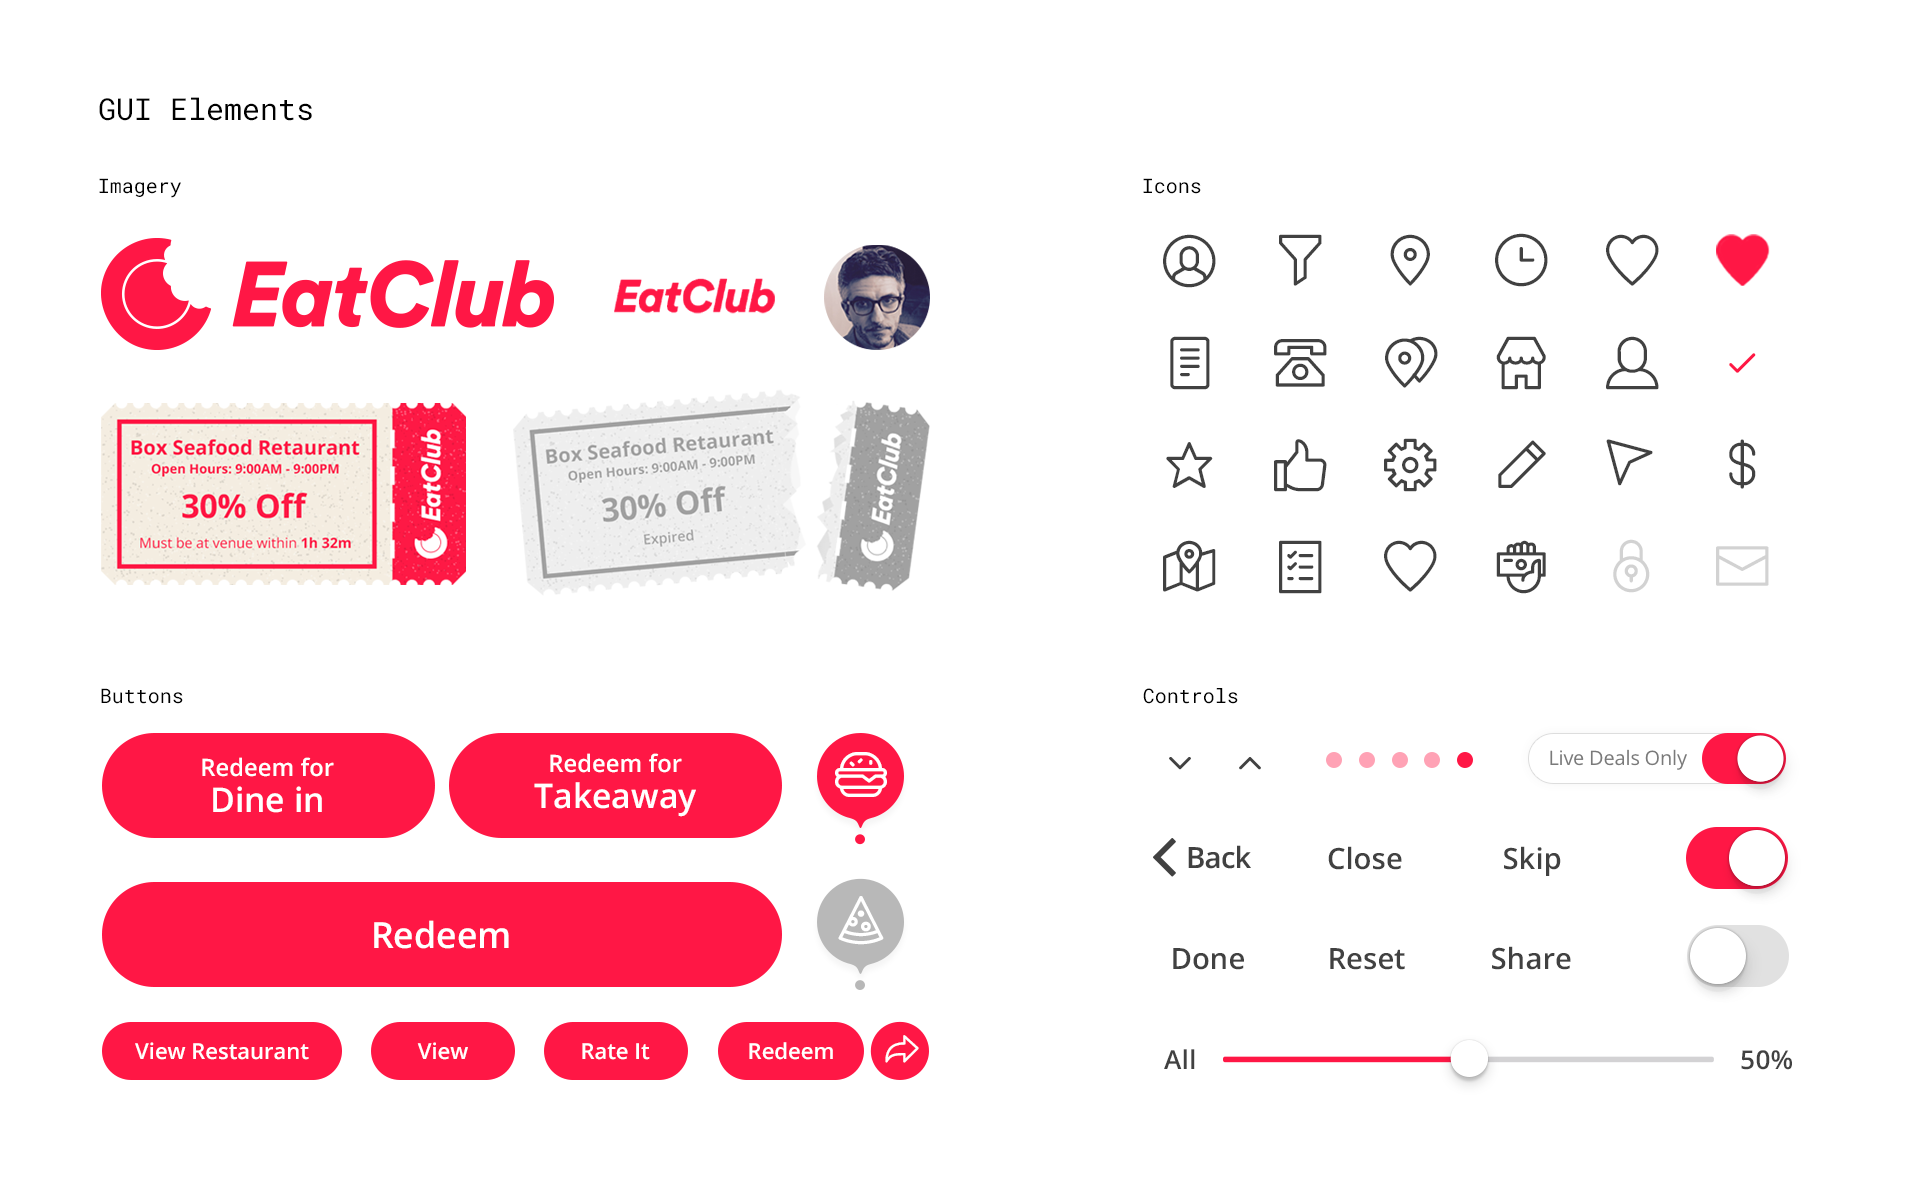 GUI Elements
Imagery
EatClub
EatClub
Box Seafood Retaurant
Open Hours: 9:00AM - 9:00PM
30% Off
Must be at venue within 1h 32m
EatClub
Box Seafood Retaurant
Open Hours: 9:00AM - 9:00PM
30% Off
Expired
EatClub
Icons
Buttons
Redeem for
Dine in
Redeem for
Takeaway
Redeem
View Restaurant
View
Rate It
Redeem
Controls
Live Deals Only
Back
Close
Skip
Done
Reset
Share
All
50%